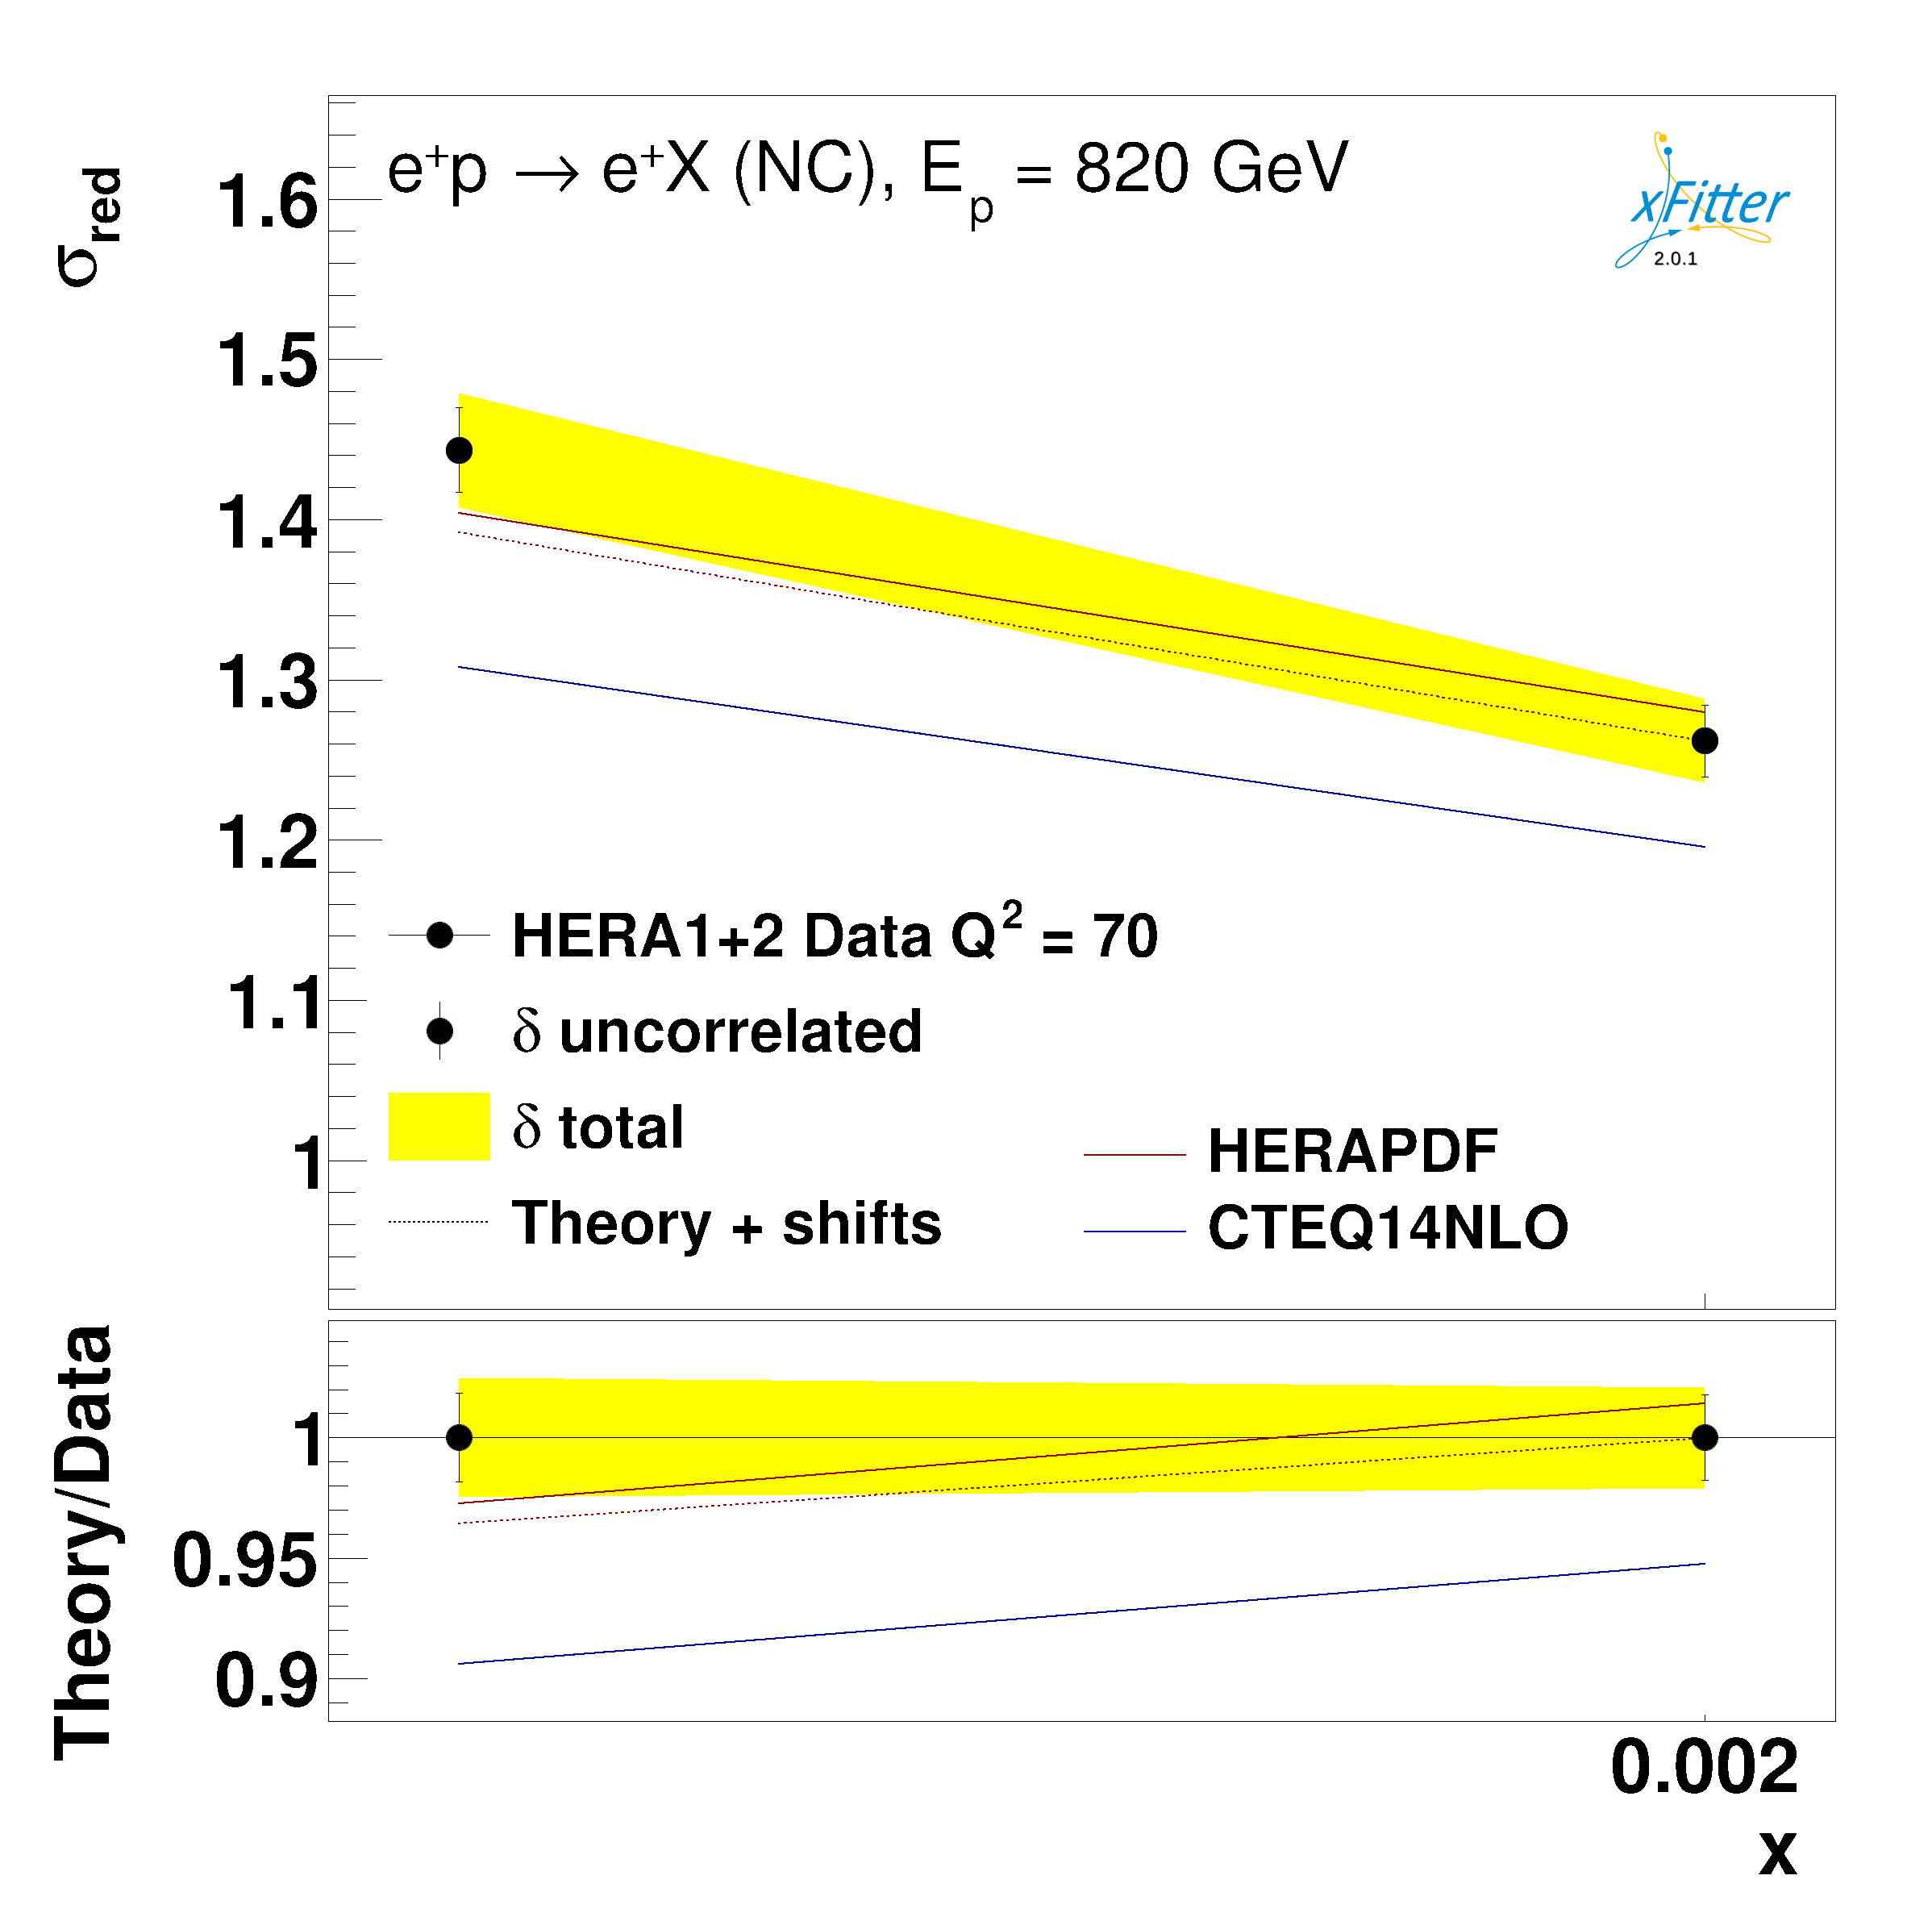 e⁺p → e⁺X (NC), Eₚ = 820 GeV
xFitter
2.0.1
σred
1.6
1.5
1.4
1.3
1.2
1.1
1
HERA1+2 Data Q² = 70
δ uncorrelated
δ total
Theory + shifts
HERAPDF
CTEQ14NLO
Theory/Data
1
0.95
0.9
0.002
x